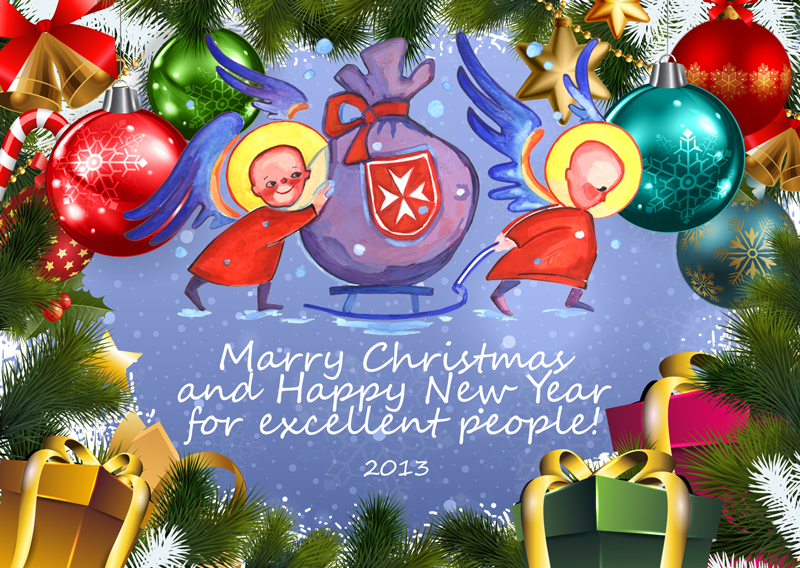 Marry Christmas
and Happy New Year
for excellent people!
2013